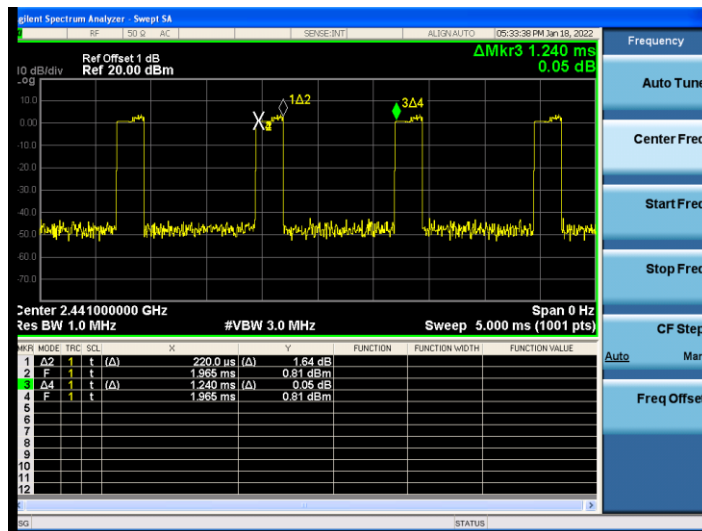 gilent Spectrum Analyzer - Swept SA
RF 50 Ω AC SENSE:INT ALIGN AUTO 05:33:38 PM Jan 18, 2022
Frequency
ΔMkr3 1.240 ms
0.05 dB
Ref Offset 1 dB
10 dB/div Ref 20.00 dBm
Log
Auto Tune
10.0
0.00
-10.0
-20.0
-30.0
-40.0
-50.0
-60.0
-70.0
1Δ2
3Δ4
Center Freq
Start Freq
Stop Freq
Center 2.441000000 GHz Span 0 Hz
Res BW 1.0 MHz #VBW 3.0 MHz Sweep 5.000 ms (1001 pts)
CF Step
Auto Man
Freq Offset
MKR MODE TRC SCL X Y FUNCTION FUNCTION WIDTH FUNCTION VALUE
1 Δ2 1 t (Δ) 220.0 µs (Δ) 1.64 dB
2 F 1 t 1.965 ms 0.81 dBm
3 Δ4 1 t (Δ) 1.240 ms (Δ) 0.05 dB
4 F 1 t 1.965 ms 0.81 dBm
5
6
7
8
9
10
11
12
SG STATUS